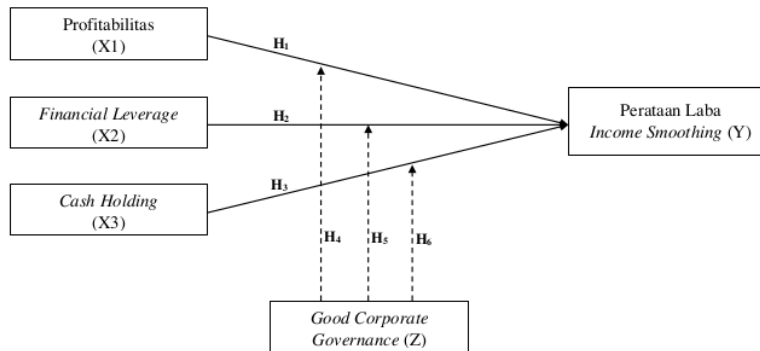 Profitabilitas
(X1)
H1
Financial Leverage
(X2)
H2
Perataan Laba
Income Smoothing (Y)
Cash Holding
(X3)
H3
H4
H5
H6
Good Corporate
Governance (Z)